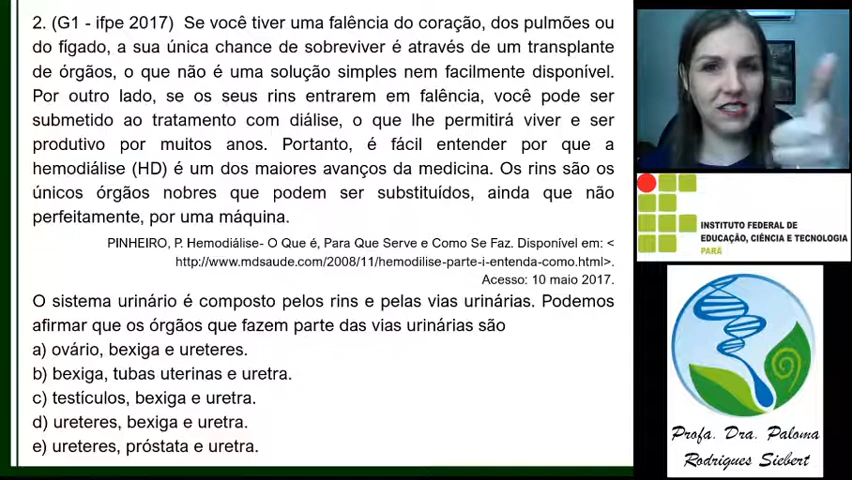 2. (G1 - ifpe 2017) Se você tiver uma falência do coração, dos pulmões ou
do fígado, a sua única chance de sobreviver é através de um transplante
de órgãos, o que não é uma solução simples nem facilmente disponível.
Por outro lado, se os seus rins entrarem em falência, você pode ser
submetido ao tratamento com diálise, o que lhe permitirá viver e ser
produtivo por muitos anos. Portanto, é fácil entender por que a
hemodiálise (HD) é um dos maiores avanços da medicina. Os rins são os
únicos órgãos nobres que podem ser substituídos, ainda que não
perfeitamente, por uma máquina.
PINHEIRO, P. Hemodiálise- O Que é, Para Que Serve e Como Se Faz. Disponível em: <
http://www.mdsaude.com/2008/11/hemodilise-parte-i-entenda-como.html>.
Acesso: 10 maio 2017.
O sistema urinário é composto pelos rins e pelas vias urinárias. Podemos
afirmar que os órgãos que fazem parte das vias urinárias são
a) ovário, bexiga e ureteres.
b) bexiga, tubas uterinas e uretra.
c) testículos, bexiga e uretra.
d) ureteres, bexiga e uretra.
e) ureteres, próstata e uretra.
INSTITUTO FEDERAL DE
EDUCAÇÃO, CIÊNCIA E TECNOLOGIA
PARÁ
Profa. Dra. Paloma
Rodrigues Siebert